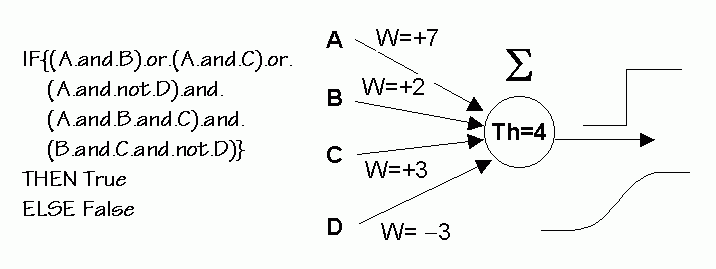 IF{(A.and.B).or.(A.and.C).or.
(A.and.not.D).and.
(A.and.B.and.C).and.
(B.and.C.and.not.D)}
THEN True
ELSE False
A
W=+7
Σ
B
W=+2
Th=4
C
W=+3
D
W= −3